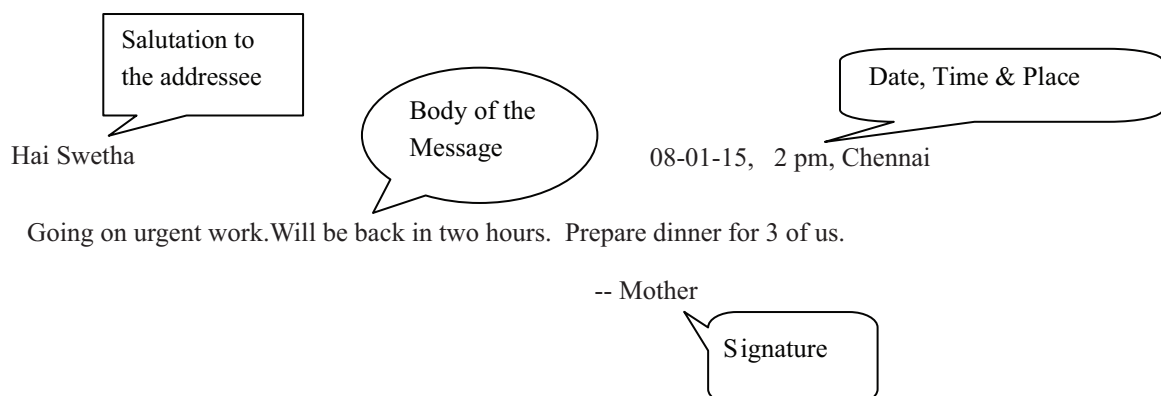 Salutation to
the addressee
Body of the
Message
Date, Time & Place
Hai Swetha
08-01-15, 2 pm, Chennai
Going on urgent work.Will be back in two hours. Prepare dinner for 3 of us.
-- Mother
Signature